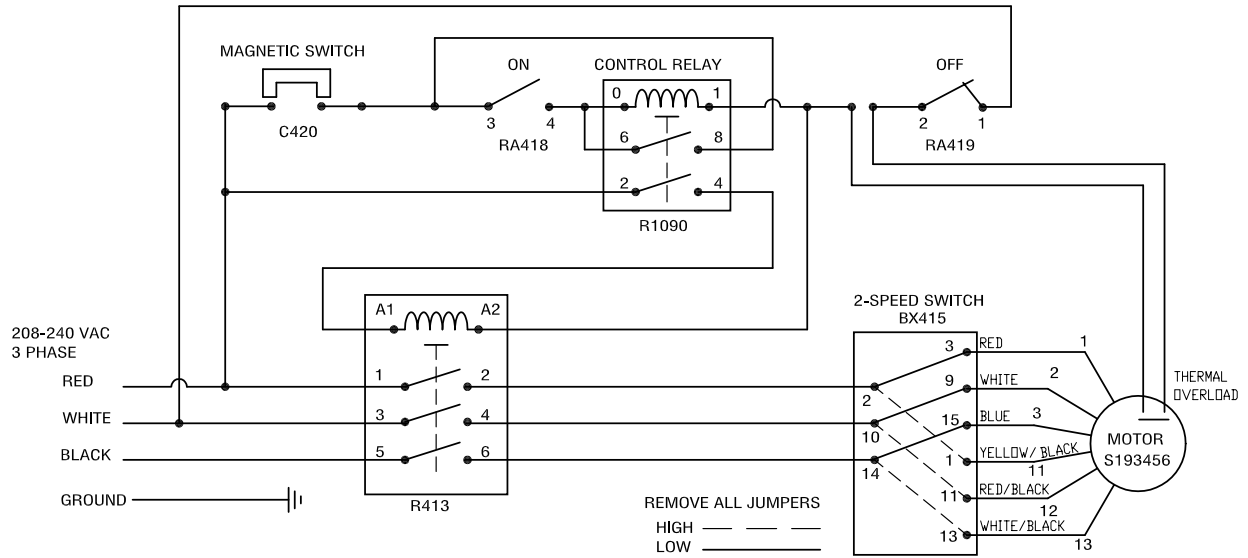 MAGNETIC SWITCH
C420
ON
3
4
RA418
CONTROL RELAY
0
1
6
8
2
4
R1090
OFF
2
1
RA419
208-240 VAC
3 PHASE
RED
WHITE
BLACK
GROUND
A1
A2
1
2
3
4
5
6
R413
2-SPEED SWITCH
BX415
2
10
14
3
RED
1
9
WHITE
2
15
BLUE
3
1
YELLOW/BLACK
11
11
RED/BLACK
12
13
WHITE/BLACK
13
THERMAL
OVERLOAD
MOTOR
S193456
REMOVE ALL JUMPERS
HIGH
LOW